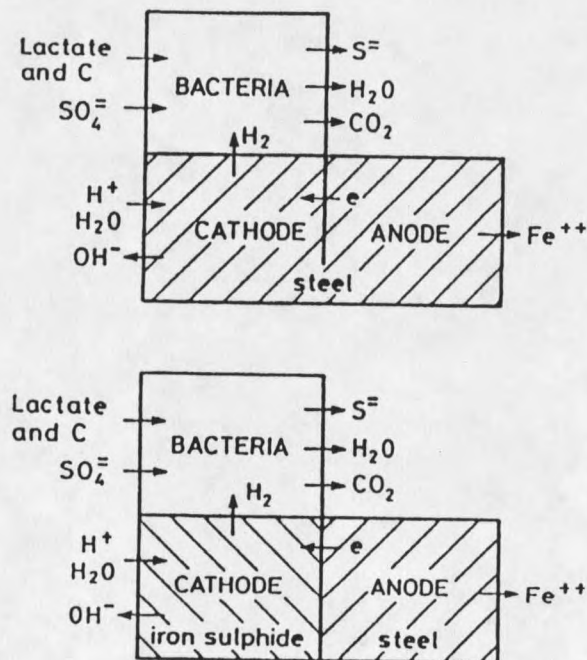 Lactate
and C
SO₄⁼
BACTERIA
S⁼
H₂O
CO₂
H₂
H⁺
H₂O
OH⁻
e
CATHODE
ANODE
Fe⁺⁺
steel
Lactate
and C
SO₄⁼
BACTERIA
S⁼
H₂O
CO₂
H₂
H⁺
H₂O
OH⁻
e
CATHODE
ANODE
Fe⁺⁺
iron sulphide
steel